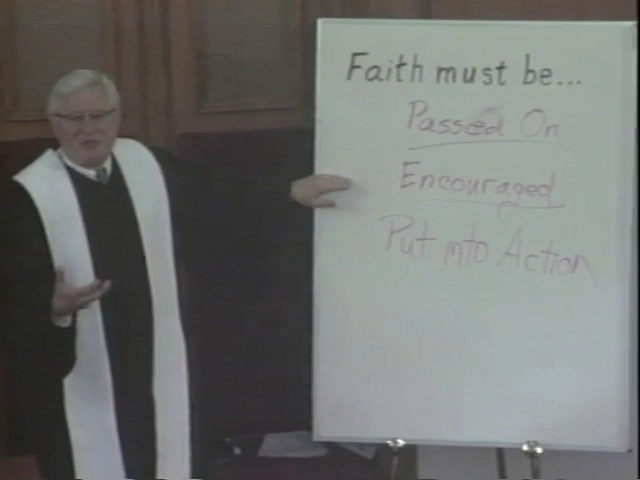 Faith must be...
Passed On
Encouraged
Put into Action